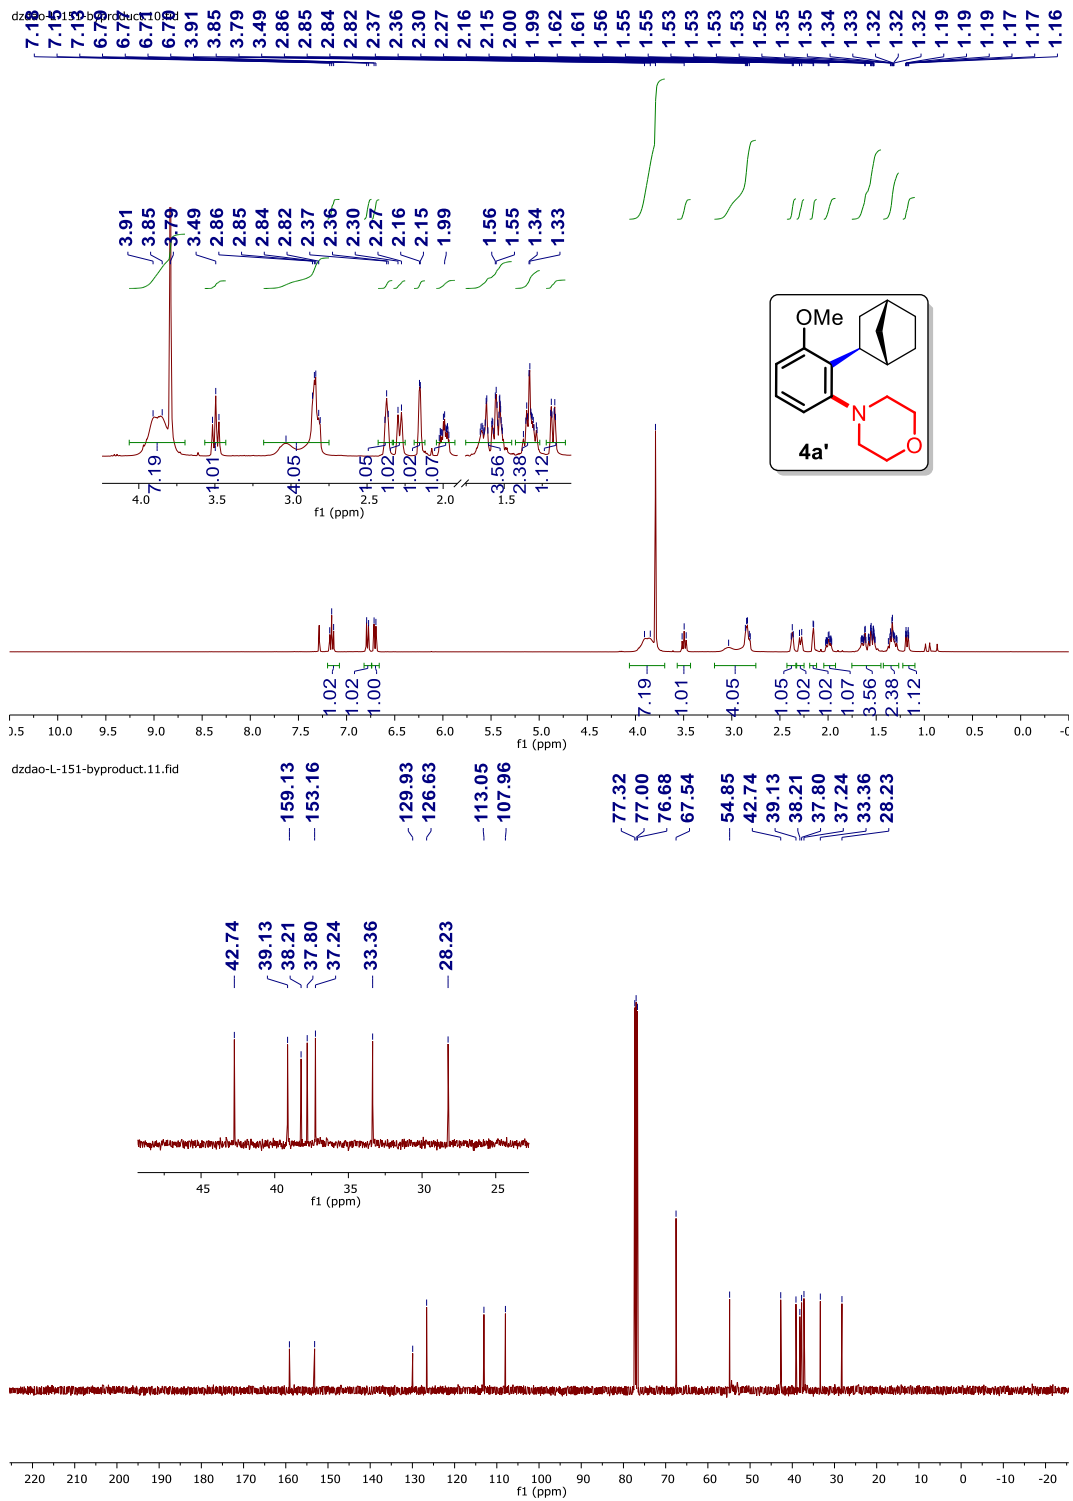 dzdao-L-151-byproduct.10.fid
7.18 7.15 7.13 6.79 6.77 6.72 6.70 3.91 3.85 3.79 3.49 2.86 2.85 2.84 2.82 2.37 2.36 2.30 2.27 2.16 2.15 2.00 1.99 1.62 1.61 1.56 1.55 1.55 1.53 1.53 1.53 1.53 1.52 1.35 1.35 1.34 1.33 1.32 1.32 1.32 1.19 1.19 1.19 1.17 1.17 1.16
3.91 3.85 3.79 3.49 2.86 2.85 2.84 2.82 2.37 2.36 2.30 2.27 2.16 2.15 1.99 1.56 1.55 1.34 1.33
OMe
N
O
4a'
7.19 1.01 4.05 1.05 1.02 1.02 1.07 3.56 2.38 1.12
4.0 3.5 3.0 2.5 2.0 1.5
f1 (ppm)
1.02 1.02 1.00 7.19 1.01 4.05 1.05 1.02 1.02 1.07 3.56 2.38 1.12
0.5 10.0 9.5 9.0 8.5 8.0 7.5 7.0 6.5 6.0 5.5 5.0 4.5 4.0 3.5 3.0 2.5 2.0 1.5 1.0 0.5 0.0 -0
f1 (ppm)
dzdao-L-151-byproduct.11.fid
159.13 153.16 129.93 126.63 113.05 107.96 77.32 77.00 76.68 67.54 54.85 42.74 39.13 38.21 37.80 37.24 33.36 28.23
42.74 39.13 38.21 37.80 37.24 33.36 28.23
45 40 35 30 25
f1 (ppm)
220 210 200 190 180 170 160 150 140 130 120 110 100 90 80 70 60 50 40 30 20 10 0 -10 -20
f1 (ppm)